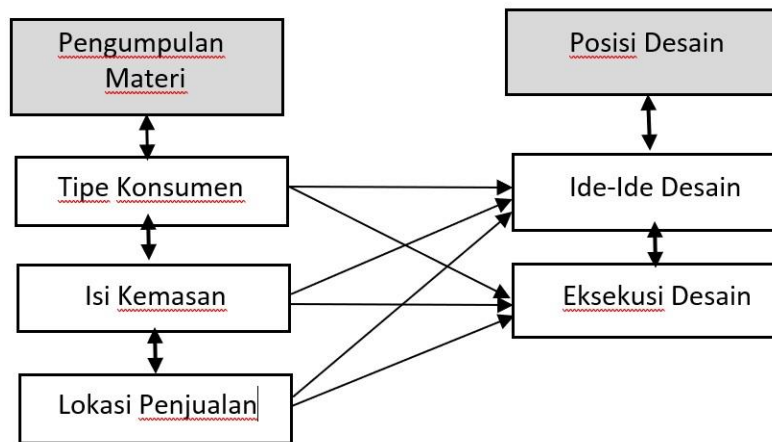 Pengumpulan
Materi
Tipe Konsumen
Isi Kemasan
Lokasi Penjualan
Posisi Desain
Ide-Ide Desain
Eksekusi Desain